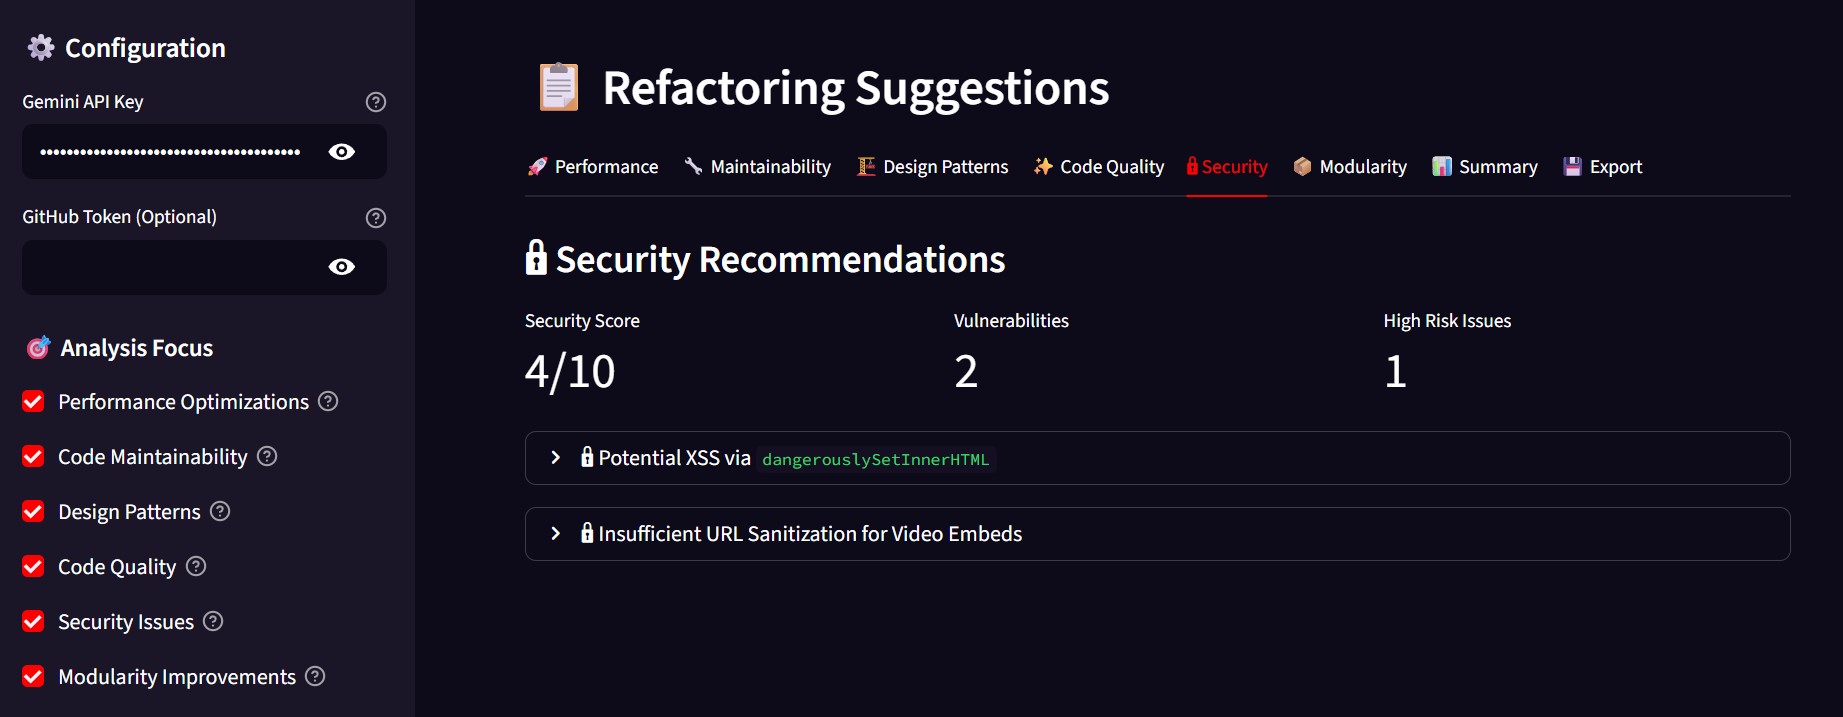 Configuration
Gemini API Key
••••••••••••••••••••••••••••••••••••••••
GitHub Token (Optional)
Analysis Focus
Performance Optimizations
Code Maintainability
Design Patterns
Code Quality
Security Issues
Modularity Improvements
Refactoring Suggestions
Performance Maintainability Design Patterns Code Quality Security Modularity Summary Export
Security Recommendations
Security Score Vulnerabilities High Risk Issues
4/10 2 1
Potential XSS via dangerouslySetInnerHTML
Insufficient URL Sanitization for Video Embeds